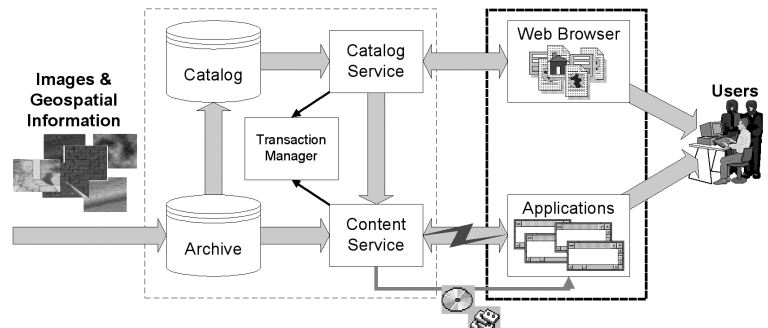 Images &
Geospatial
Information
Catalog
Archive
Catalog
Service
Transaction
Manager
Content
Service
Web Browser
Applications
Users